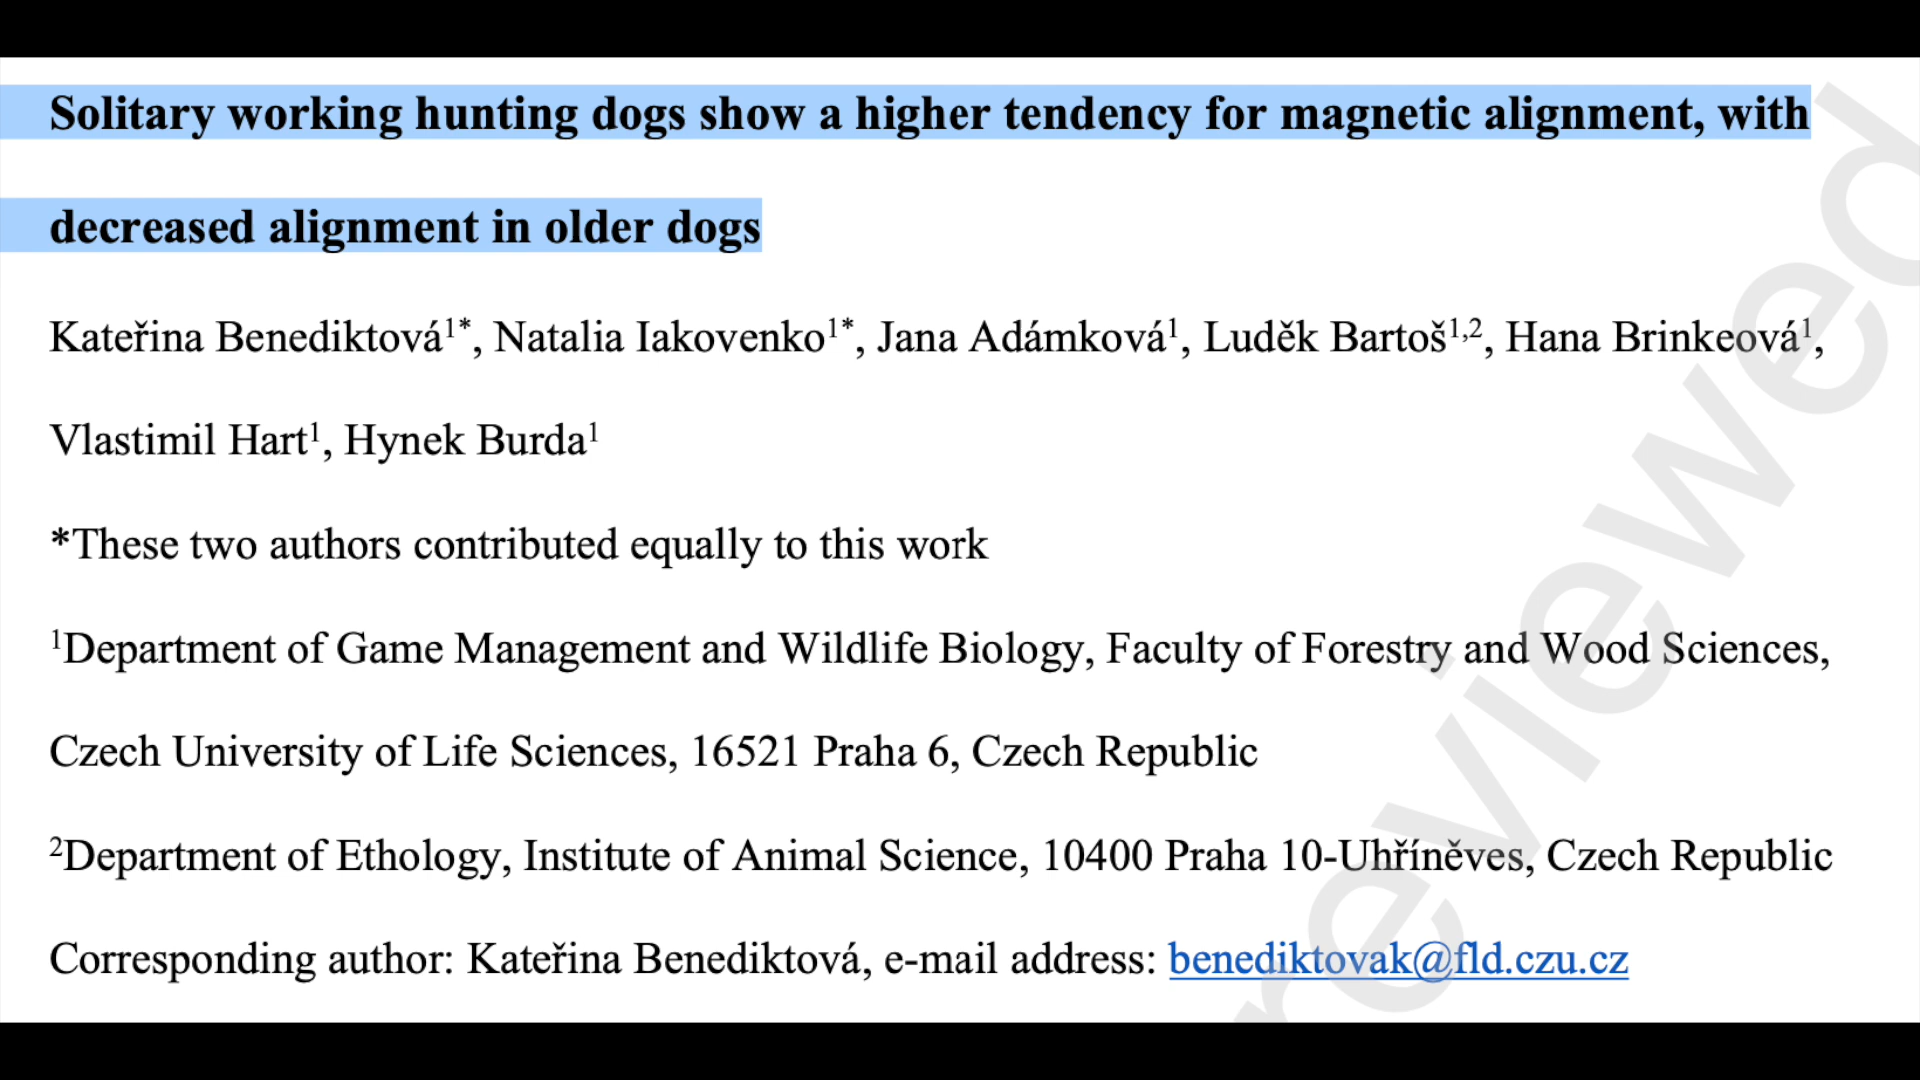 Solitary working hunting dogs show a higher tendency for magnetic alignment, with
decreased alignment in older dogs
Kateřina Benediktová¹*, Natalia Iakovenko¹*, Jana Adámková¹, Luděk Bartoš¹,², Hana Brinkeová¹,
Vlastimil Hart¹, Hynek Burda¹
*These two authors contributed equally to this work
¹Department of Game Management and Wildlife Biology, Faculty of Forestry and Wood Sciences,
Czech University of Life Sciences, 16521 Praha 6, Czech Republic
²Department of Ethology, Institute of Animal Science, 10400 Praha 10-Uhříněves, Czech Republic
Corresponding author: Kateřina Benediktová, e-mail address: benediktovak@fld.czu.cz
reviewed